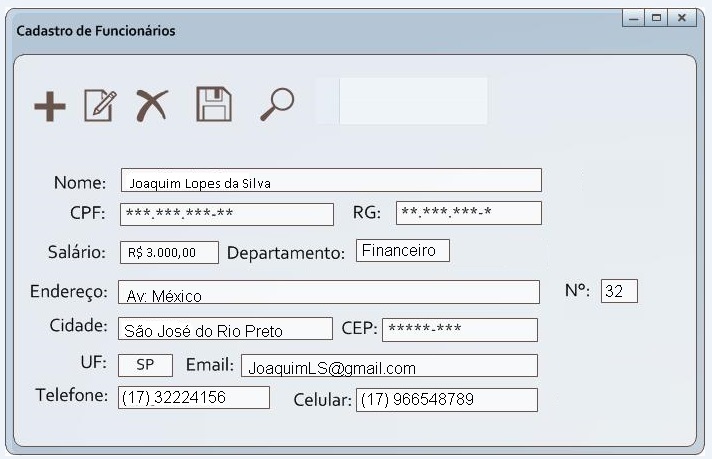 Cadastro de Funcionários
Nome: Joaquim Lopes da Silva
CPF: ***.***.***-** RG: **.***.***-*
Salário: R$ 3.000,00 Departamento: Financeiro
Endereço: Av: México Nº: 32
Cidade: São José do Rio Preto CEP: *****-***
UF: SP Email: JoaquimLS@gmail.com
Telefone: (17) 32224156 Celular: (17) 966548789